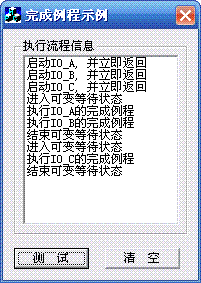 完成例程示例
执行流程信息
启动IO_A, 并立即返回
启动IO_B, 并立即返回
启动IO_C, 并立即返回
进入可变等待状态
执行IO_A的完成例程
执行IO_B的完成例程
结束可变等待状态
进入可变等待状态
执行IO_C的完成例程
结束可变等待状态
测 试
清 空